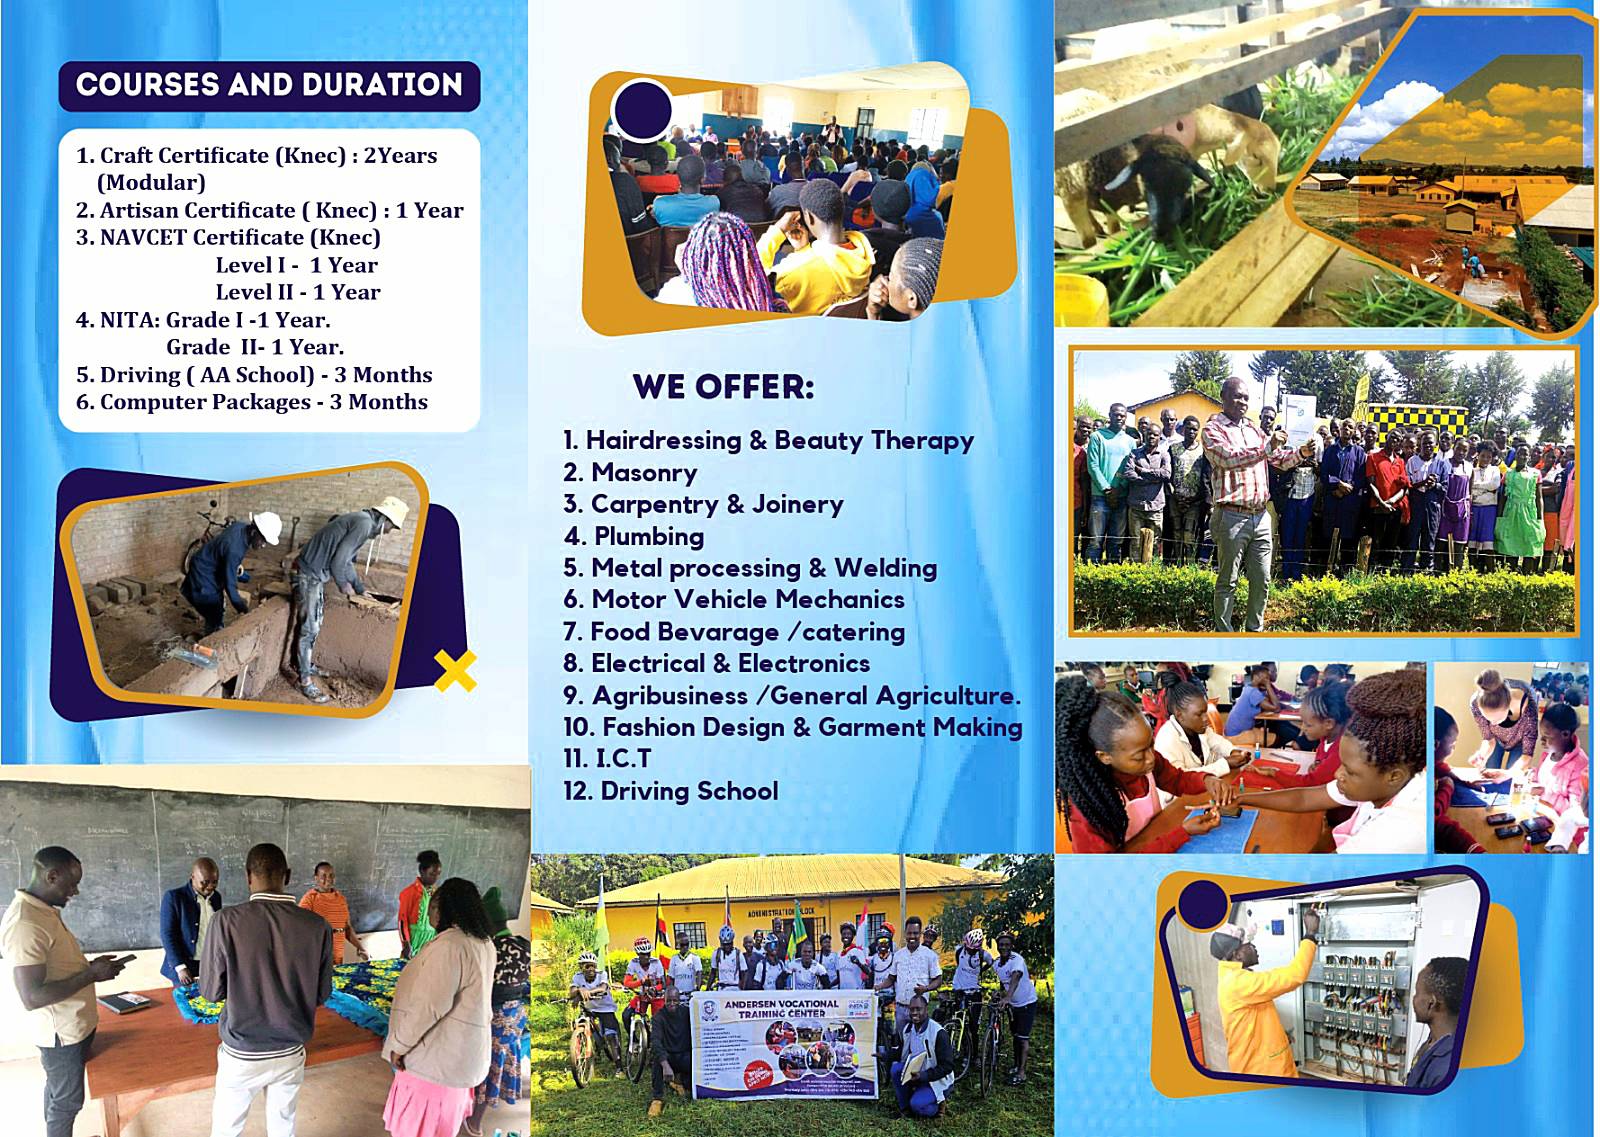 COURSES AND DURATION
1. Craft Certificate (Knec) : 2Years
(Modular)
2. Artisan Certificate ( Knec) : 1 Year
3. NAVCET Certificate (Knec)
Level I - 1 Year
Level II - 1 Year
4. NITA: Grade I -1 Year.
Grade II- 1 Year.
5. Driving ( AA School) - 3 Months
6. Computer Packages - 3 Months
WE OFFER:
1. Hairdressing & Beauty Therapy
2. Masonry
3. Carpentry & Joinery
4. Plumbing
5. Metal processing & Welding
6. Motor Vehicle Mechanics
7. Food Bevarage /catering
8. Electrical & Electronics
9. Agribusiness /General Agriculture.
10. Fashion Design & Garment Making
11. I.C.T
12. Driving School
ADMINISTRATION BLOCK
ANDERSEN VOCATIONAL
TRAINING CENTER